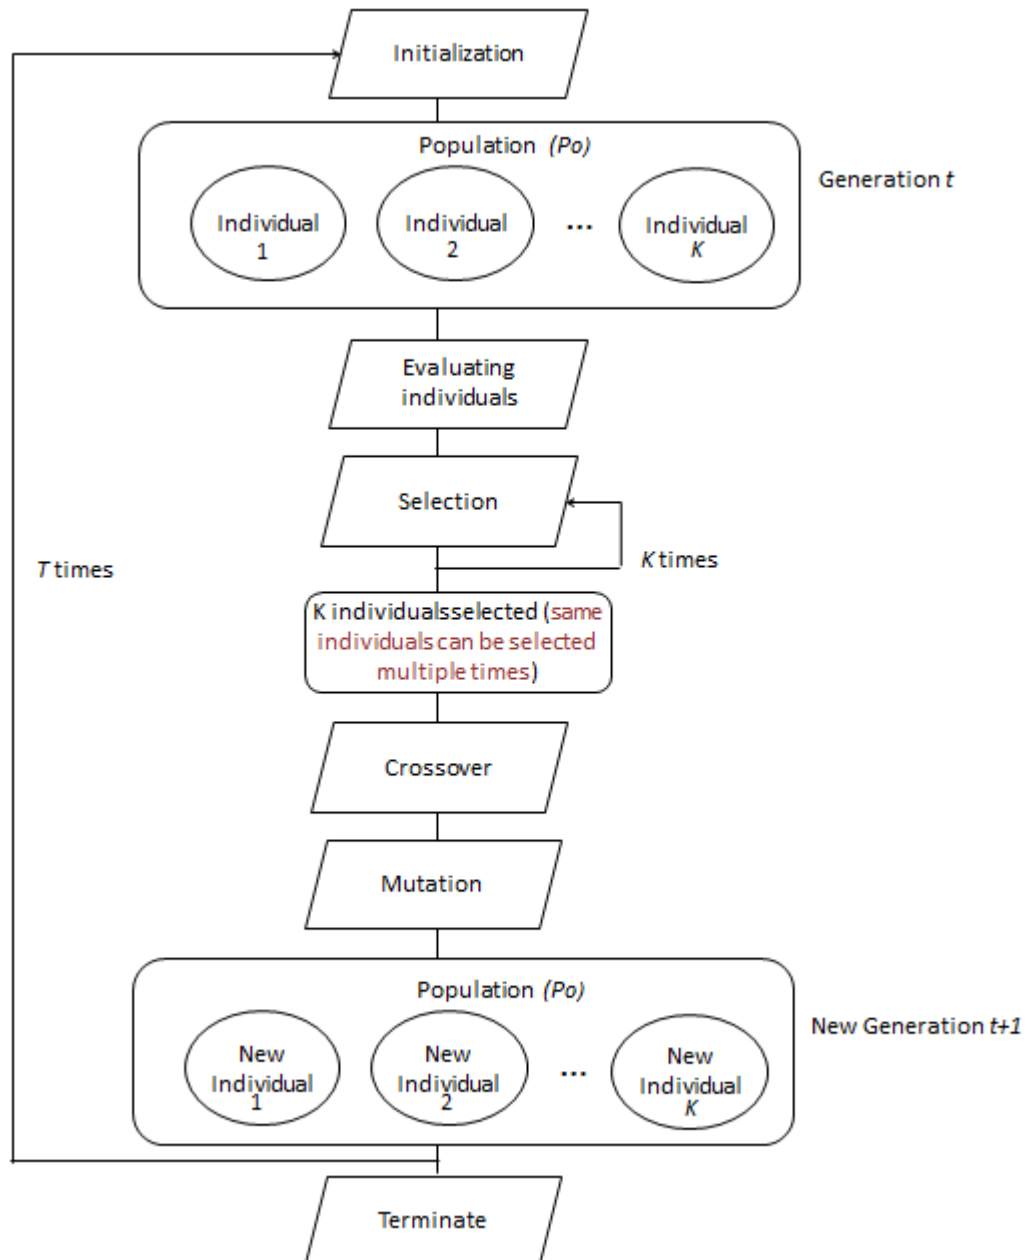 Initialization
Population (Po)
Generation t
Individual
1
Individual
2
...
Individual
K
Evaluating
individuals
Selection
K times
T times
K individualsselected (same
individuals can be selected
multiple times)
Crossover
Mutation
Population (Po)
New Generation t+1
New
Individual
1
New
Individual
2
...
New
Individual
K
Terminate